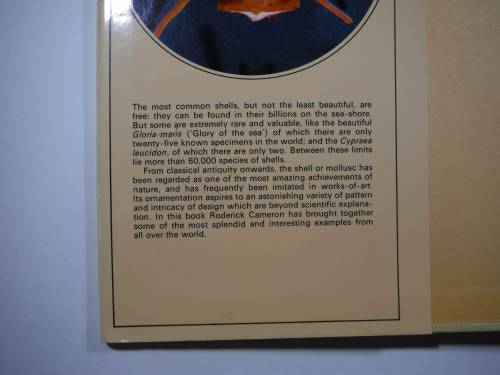 The most common shells, but not the least beautiful, are
free: they can be found in their billions on the sea-shore.
But some are extremely rare and valuable, like the beautiful
Gloria-maris ('Glory of the sea') of which there are only
twenty-five known specimens in the world; and the Cypraea
leucidon, of which there are only two. Between these limits
lie more than 60,000 species of shells.
From classical antiquity onwards, the shell or mollusc has
been regarded as one of the most amazing achievements of
nature, and has frequently been imitated in works-of-art.
Its ornamentation aspires to an astonishing variety of pattern
and intricacy of design which are beyond scientific explana-
tion. In this book Roderick Cameron has brought together
some of the most splendid and interesting examples from
all over the world.